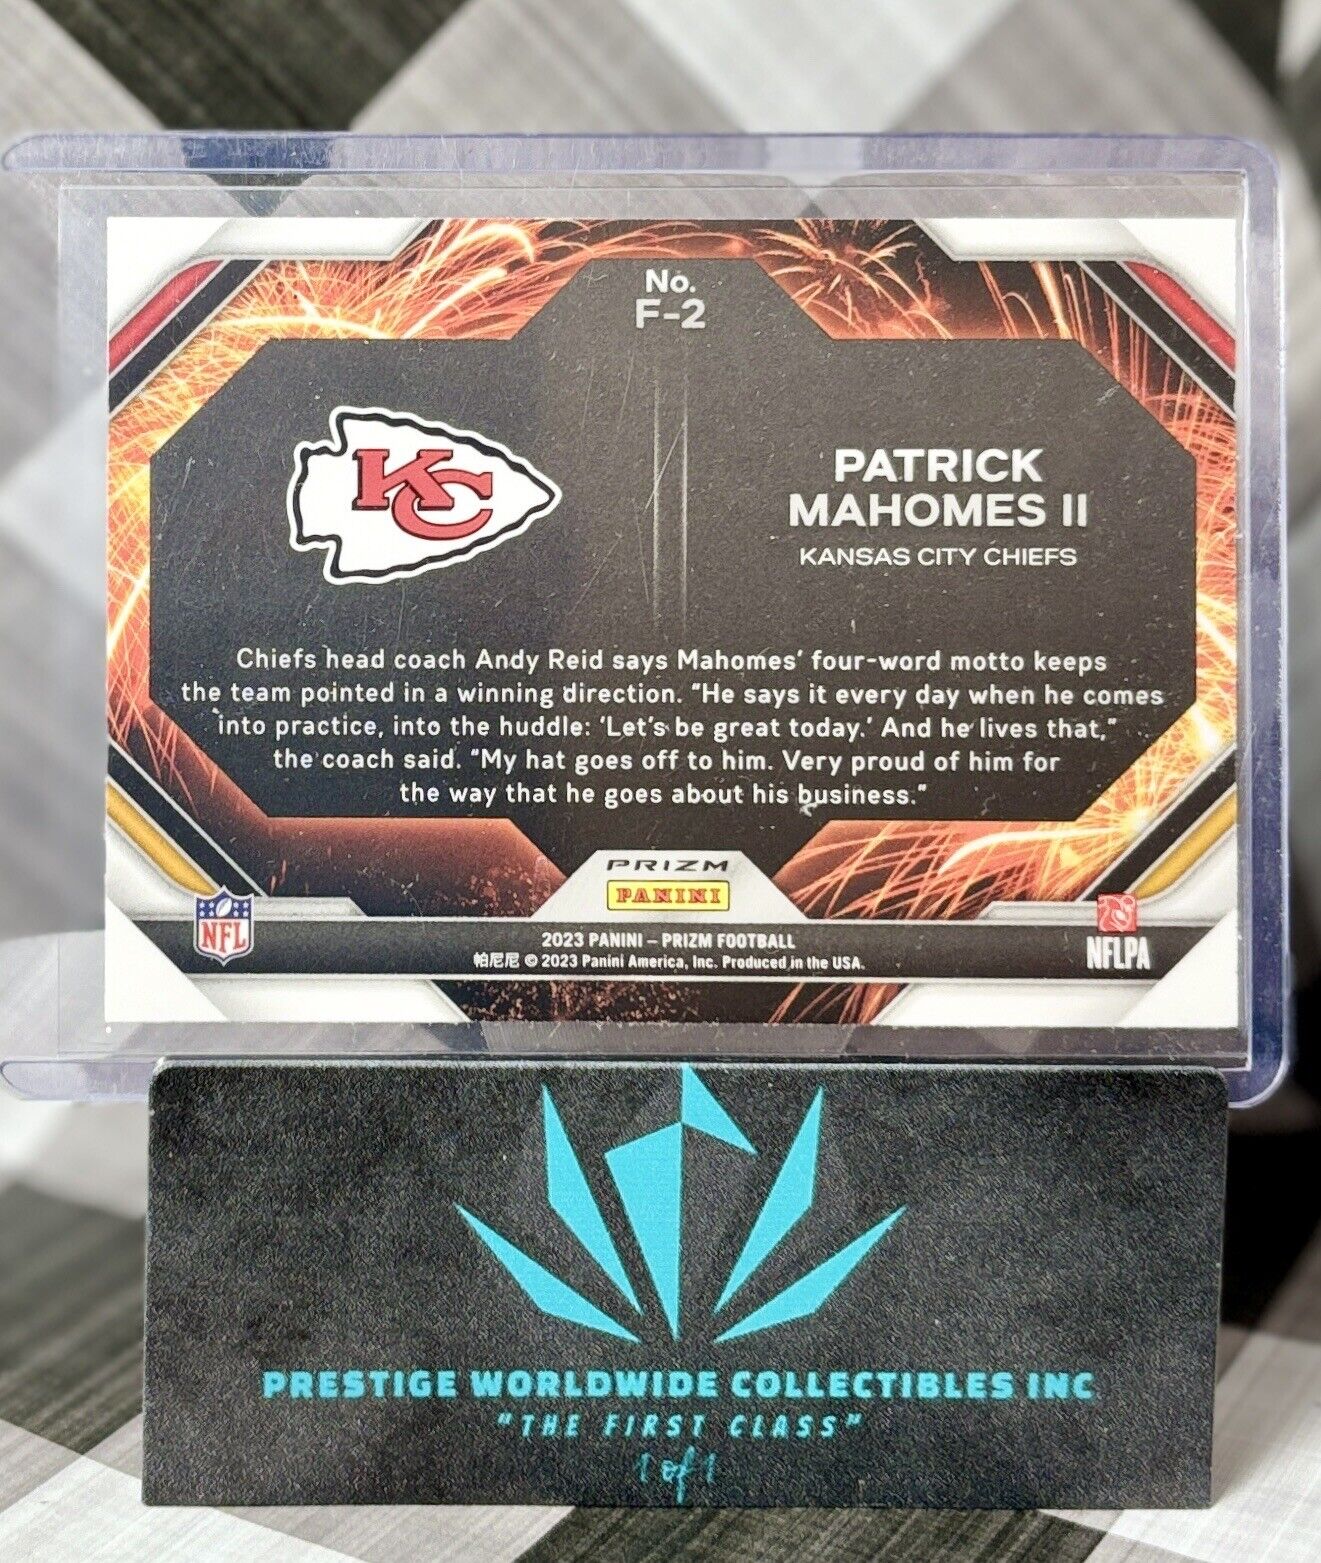 No.
F-2
KC
PATRICK
MAHOMES II
KANSAS CITY CHIEFS
Chiefs head coach Andy Reid says Mahomes' four-word motto keeps
the team pointed in a winning direction. "He says it every day when he comes
into practice, into the huddle: 'Let's be great today.' And he lives that,"
the coach said. "My hat goes off to him. Very proud of him for
the way that he goes about his business."
PRIZM
PANINI
NFL
NFLPA
2023 PANINI – PRIZM FOOTBALL
帕尼尼 © 2023 Panini America, Inc. Produced in the USA.
PRESTIGE WORLDWIDE COLLECTIBLES INC
"THE FIRST CLASS"
1 of 1